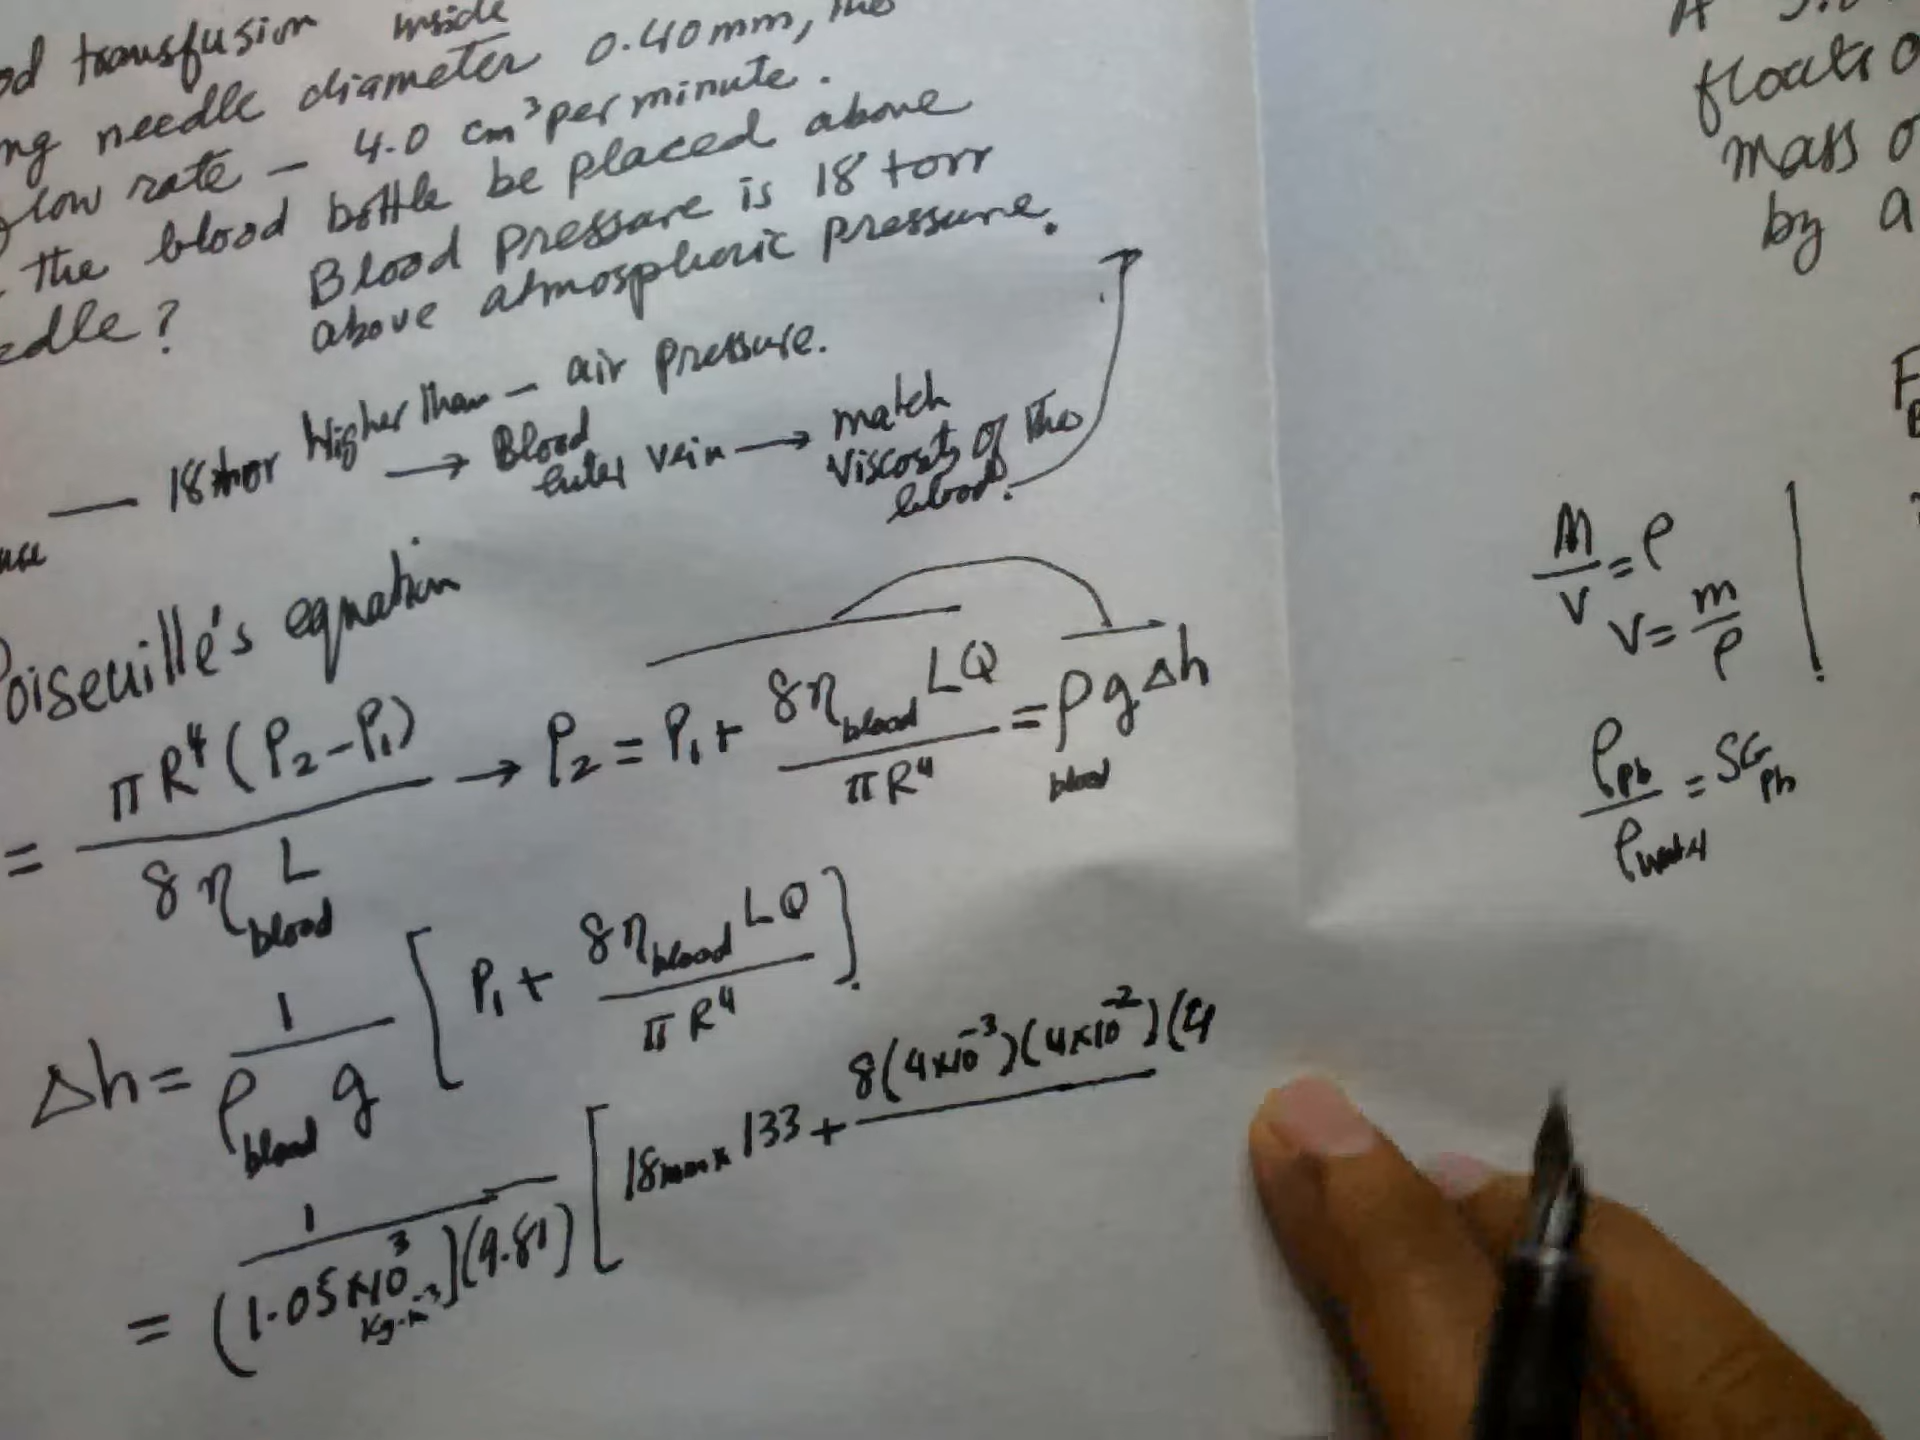 od transfusion inside
ng needle diameter 0.40mm, the
flow rate – 4.0 cm³ per minute.
the blood bottle be placed above
edle? Blood pressure is 18 torr
above atmospheric pressure.
— 18 torr higher than – air pressure.
→ Blood enter vein → match viscosity of the blood.
Poiseuille's equation
= πR⁴(P₂-P₁) / 8η_blood L → P₂ = P₁ + 8η_blood LQ / πR⁴ = ρ_blood g Δh
Δh = 1 / ρ_blood g [P₁ + 8η_blood LQ / πR⁴].
= 1 / (1.05×10³ kg.m⁻³)(9.81) [18mm× 133 + 8(4×10⁻³)(4×10⁻²)(4
floats
mass o
by a
M/V = ρ
V = m/ρ
ρ_Pb / ρ_water = SG_Pb